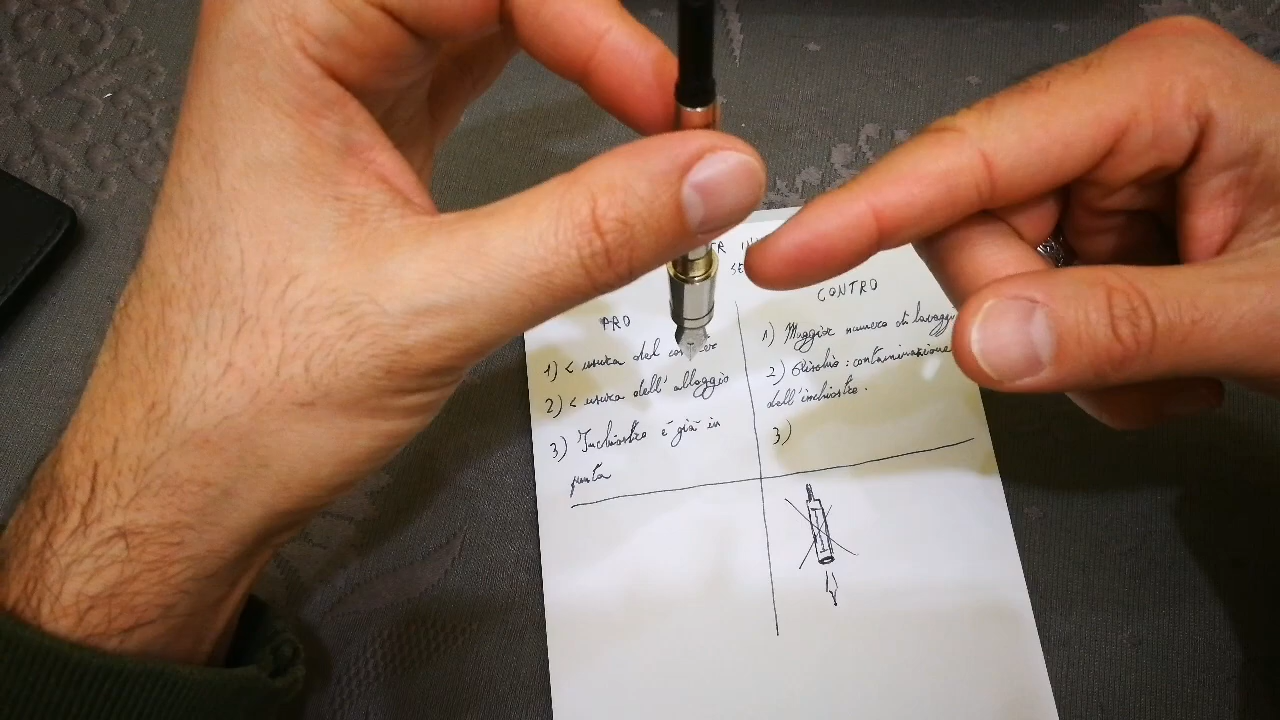 CONTRO
PRO
1) < usura del
2) < usura dell'alloggio
3) Inchiostro è già in
punta
1) Maggior numero di lavaggi
2) Rischio: contaminazione
dell'inchiostro.
3)